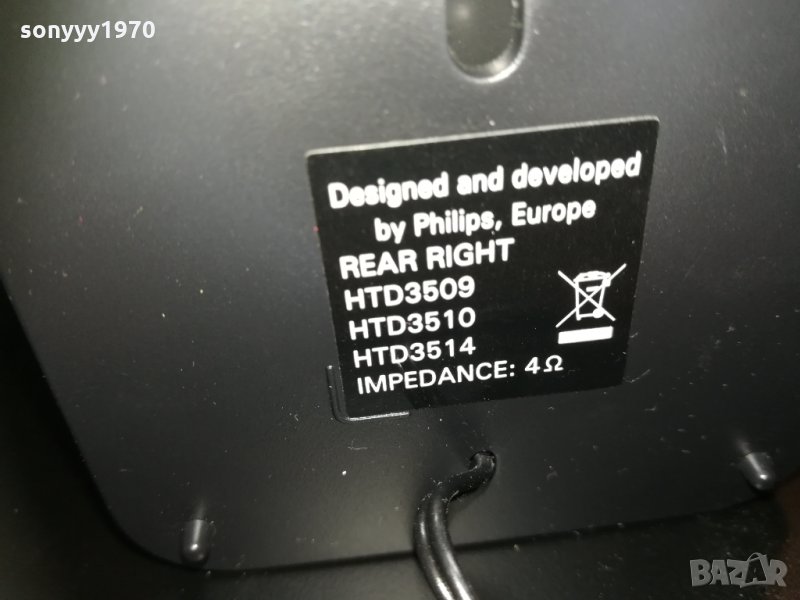 sonyyy1970
Designed and developed
by Philips, Europe
REAR RIGHT
HTD3509
HTD3510
HTD3514
IMPEDANCE: 4Ω
BAZAR